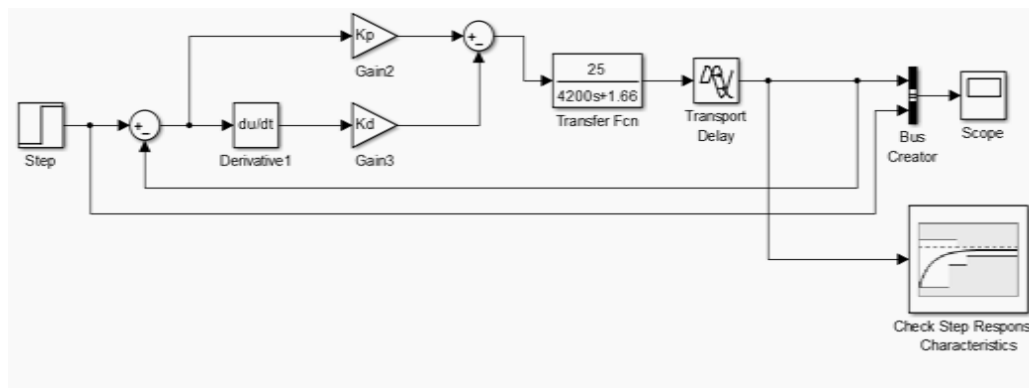 Kp
Gain2
+
-
25
4200s+1.66
Transfer Fcn
Transport
Delay
Step
+
-
du/dt
Derivative1
Kd
Gain3
Bus
Creator
Scope
Check Step Respons
Characteristics